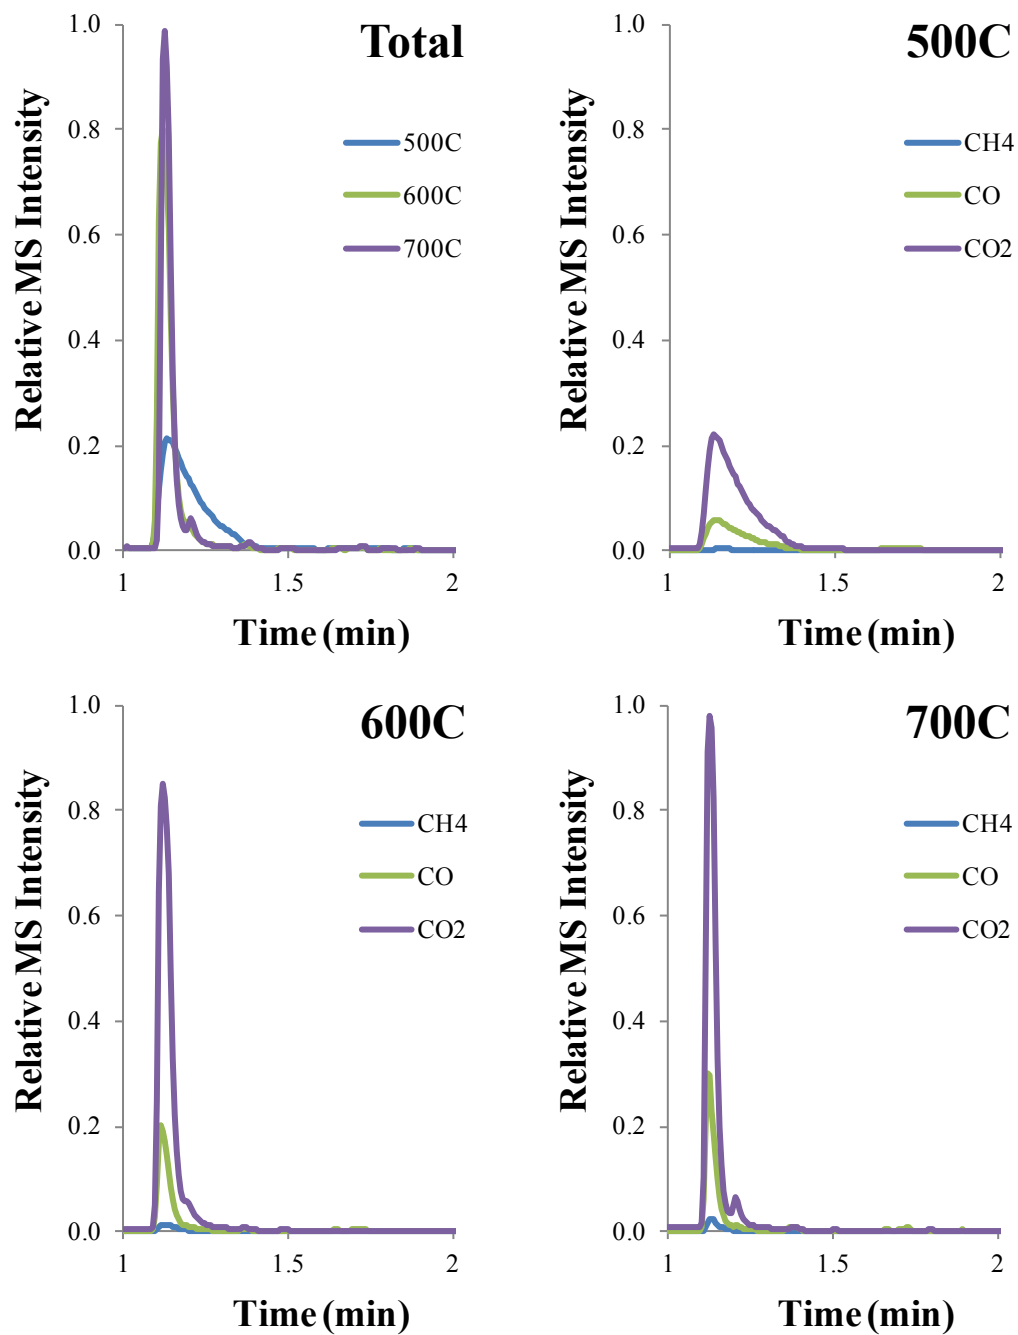 Total
Relative MS Intensity
1.0
0.8
0.6
0.4
0.2
0.0
500C
600C
700C
1
1.5
2
Time (min)
500C
Relative MS Intensity
1.0
0.8
0.6
0.4
0.2
0.0
CH4
CO
CO2
1
1.5
2
Time (min)
600C
Relative MS Intensity
1.0
0.8
0.6
0.4
0.2
0.0
CH4
CO
CO2
1
1.5
2
Time (min)
700C
Relative MS Intensity
1.0
0.8
0.6
0.4
0.2
0.0
CH4
CO
CO2
1
1.5
2
Time (min)